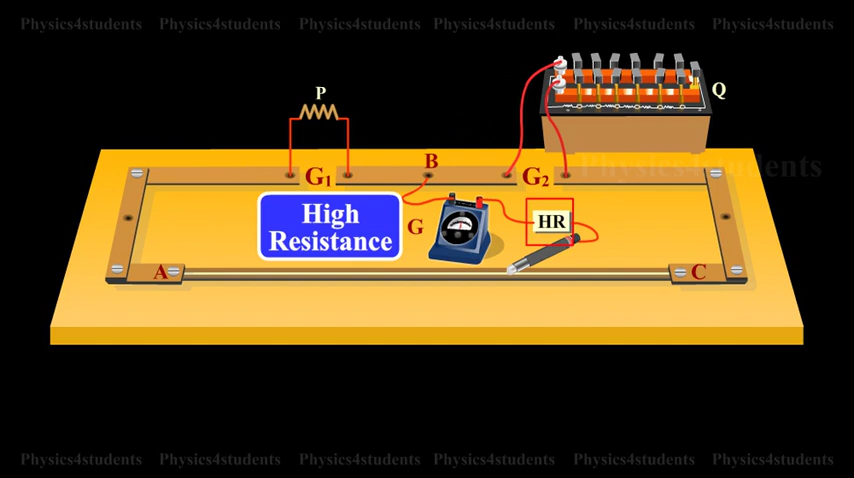 Physics4students Physics4students Physics4students Physics4students Physics4students Physics4students
P
Q
Physics4students
B
G₁
G₂
High
Resistance
G
HR
A
C
Physics4students Physics4students Physics4students Physics4students Physics4students Physics4students